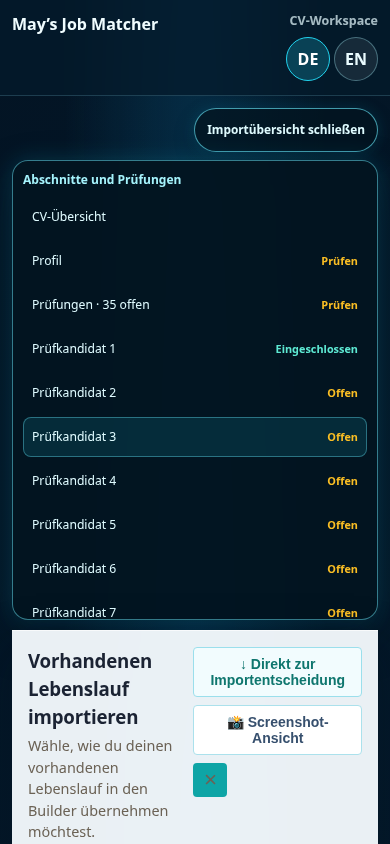 May’s Job Matcher
CV-Workspace
DE EN
Importübersicht schließen
Abschnitte und Prüfungen
CV-Übersicht
Profil Prüfen
Prüfungen · 35 offen Prüfen
Prüfkandidat 1 Eingeschlossen
Prüfkandidat 2 Offen
Prüfkandidat 3 Offen
Prüfkandidat 4 Offen
Prüfkandidat 5 Offen
Prüfkandidat 6 Offen
Prüfkandidat 7 Offen
Vorhandenen
Lebenslauf
importieren
Wähle, wie du deinen
vorhandenen
Lebenslauf in den
Builder übernehmen
möchtest.
↓ Direkt zur
Importentscheidung
📸 Screenshot-
Ansicht
✕